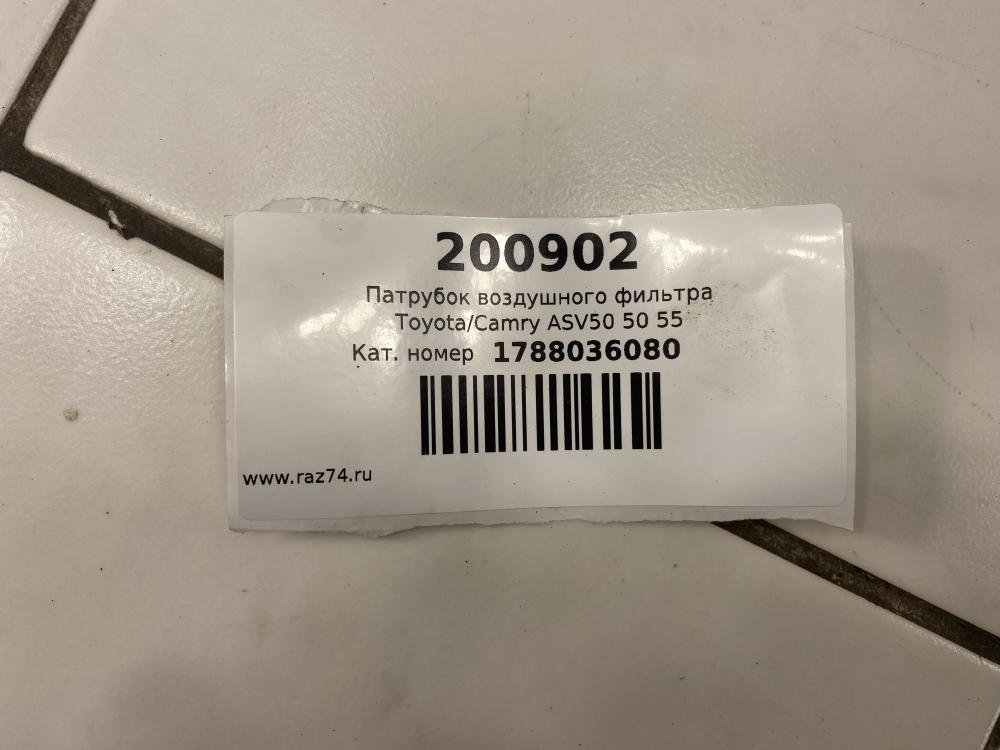 200902
Патрубок воздушного фильтра
Toyota/Camry ASV50 50 55
Кат. номер 1788036080
www.raz74.ru